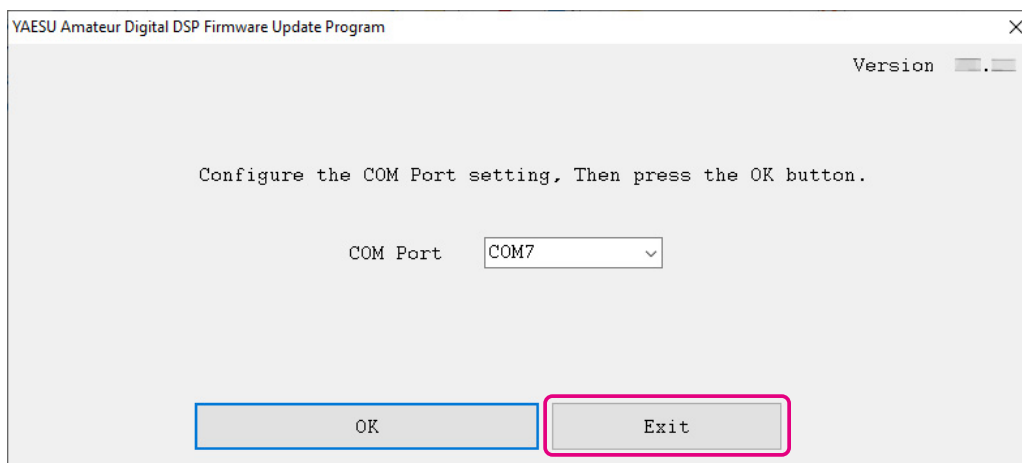 YAESU Amateur Digital DSP Firmware Update Program
Version
Configure the COM Port setting, Then press the OK button.
COM Port COM7
OK Exit